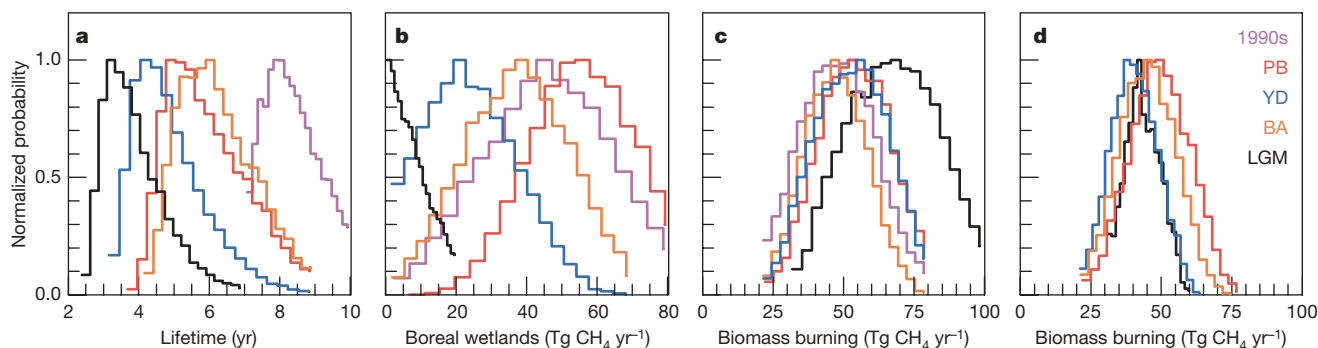 a
b
c
d
1990s
PB
YD
BA
LGM
Normalized probability
1.0
0.5
0.0
2 4 6 8 10
0 20 40 60 80
0 25 50 75 100
0 25 50 75 100
Lifetime (yr)
Boreal wetlands (Tg CH₄ yr⁻¹)
Biomass burning (Tg CH₄ yr⁻¹)
Biomass burning (Tg CH₄ yr⁻¹)